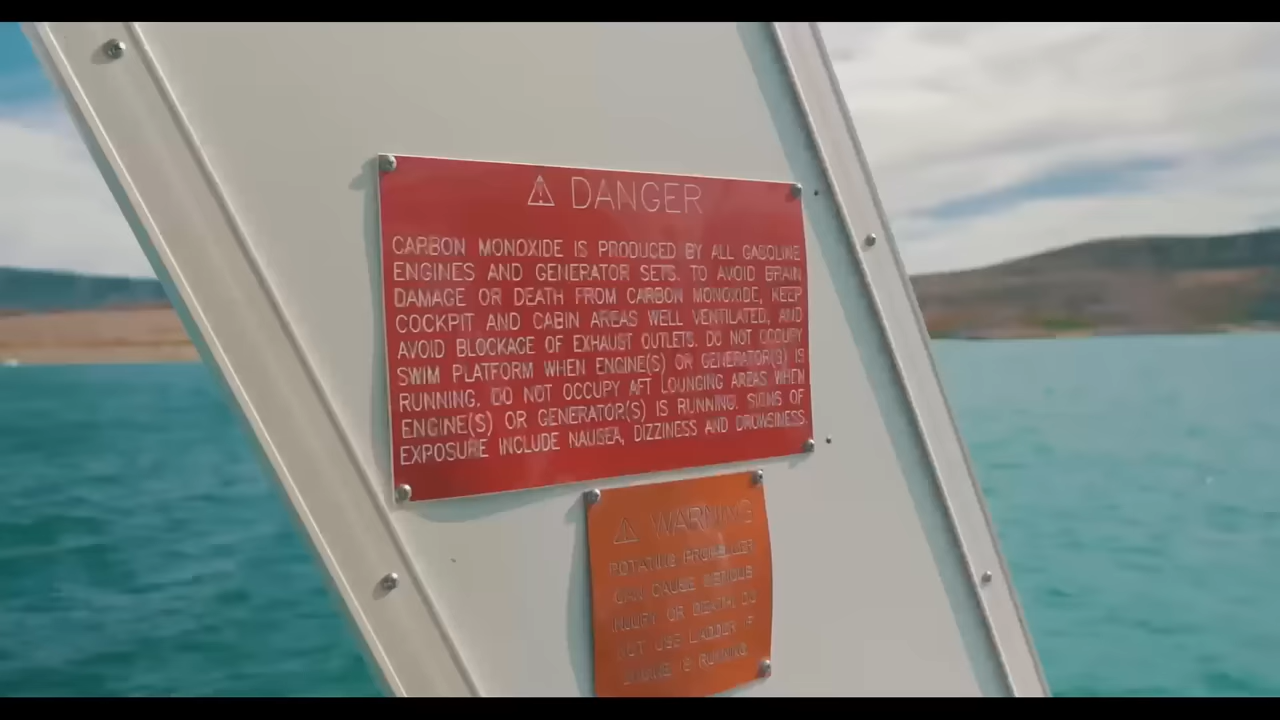 DANGER
CARBON MONOXIDE IS PRODUCED BY ALL GASOLINE
ENGINES AND GENERATOR SETS. TO AVOID BRAIN
DAMAGE OR DEATH FROM CARBON MONOXIDE, KEEP
COCKPIT AND CABIN AREAS WELL VENTILATED, AND
AVOID BLOCKAGE OF EXHAUST OUTLETS. DO NOT OCCUPY
SWIM PLATFORM WHEN ENGINE(S) OR GENERATOR(S) IS
RUNNING. DO NOT OCCUPY AFT LOUNGING AREAS WHEN
ENGINE(S) OR GENERATOR(S) IS RUNNING. SIGNS OF
EXPOSURE INCLUDE NAUSEA, DIZZINESS AND DROWSINESS.
WARNING
ROTATING PROPELLER
CAN CAUSE SERIOUS
INJURY OR DEATH. DO
NOT USE LADDER IF
ENGINE IS RUNNING